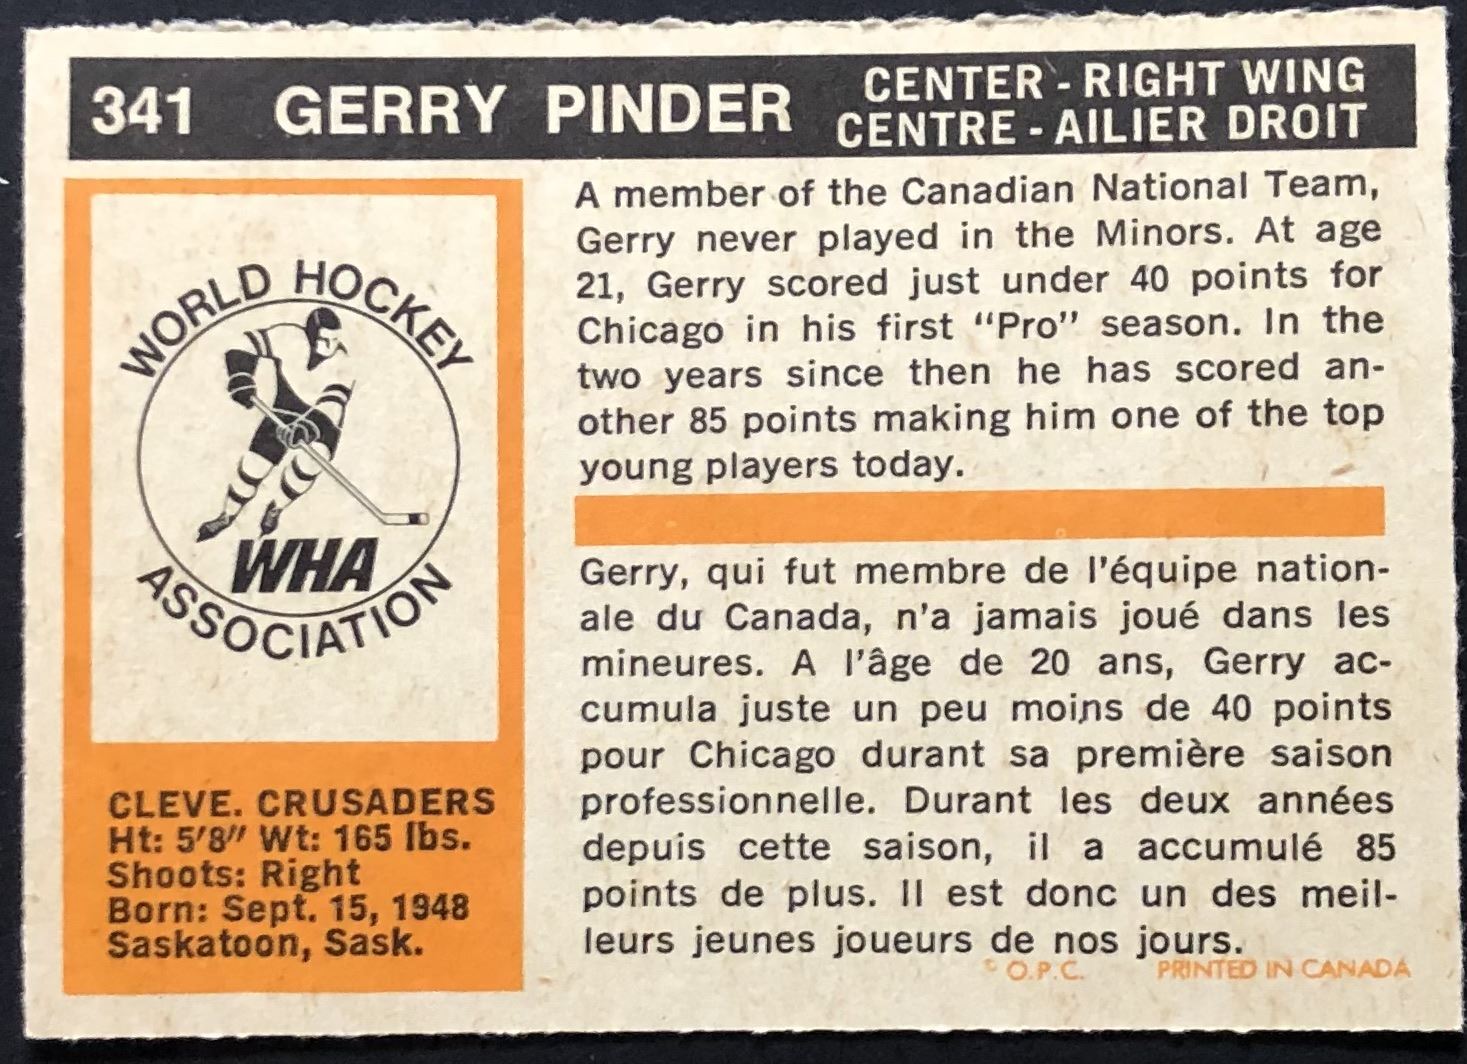 341 GERRY PINDER
CENTER - RIGHT WING
CENTRE - AILIER DROIT
WORLD HOCKEY
WHA
ASSOCIATION
CLEVE. CRUSADERS
Ht: 5'8" Wt: 165 lbs.
Shoots: Right
Born: Sept. 15, 1948
Saskatoon, Sask.
A member of the Canadian National Team,
Gerry never played in the Minors. At age
21, Gerry scored just under 40 points for
Chicago in his first "Pro" season. In the
two years since then he has scored an-
other 85 points making him one of the top
young players today.
Gerry, qui fut membre de l'équipe nation-
ale du Canada, n'a jamais joué dans les
mineures. A l'âge de 20 ans, Gerry ac-
cumula juste un peu moins de 40 points
pour Chicago durant sa première saison
professionnelle. Durant les deux années
depuis cette saison, il a accumulé 85
points de plus. Il est donc un des meil-
leurs jeunes joueurs de nos jours.
© O.P.C. PRINTED IN CANADA